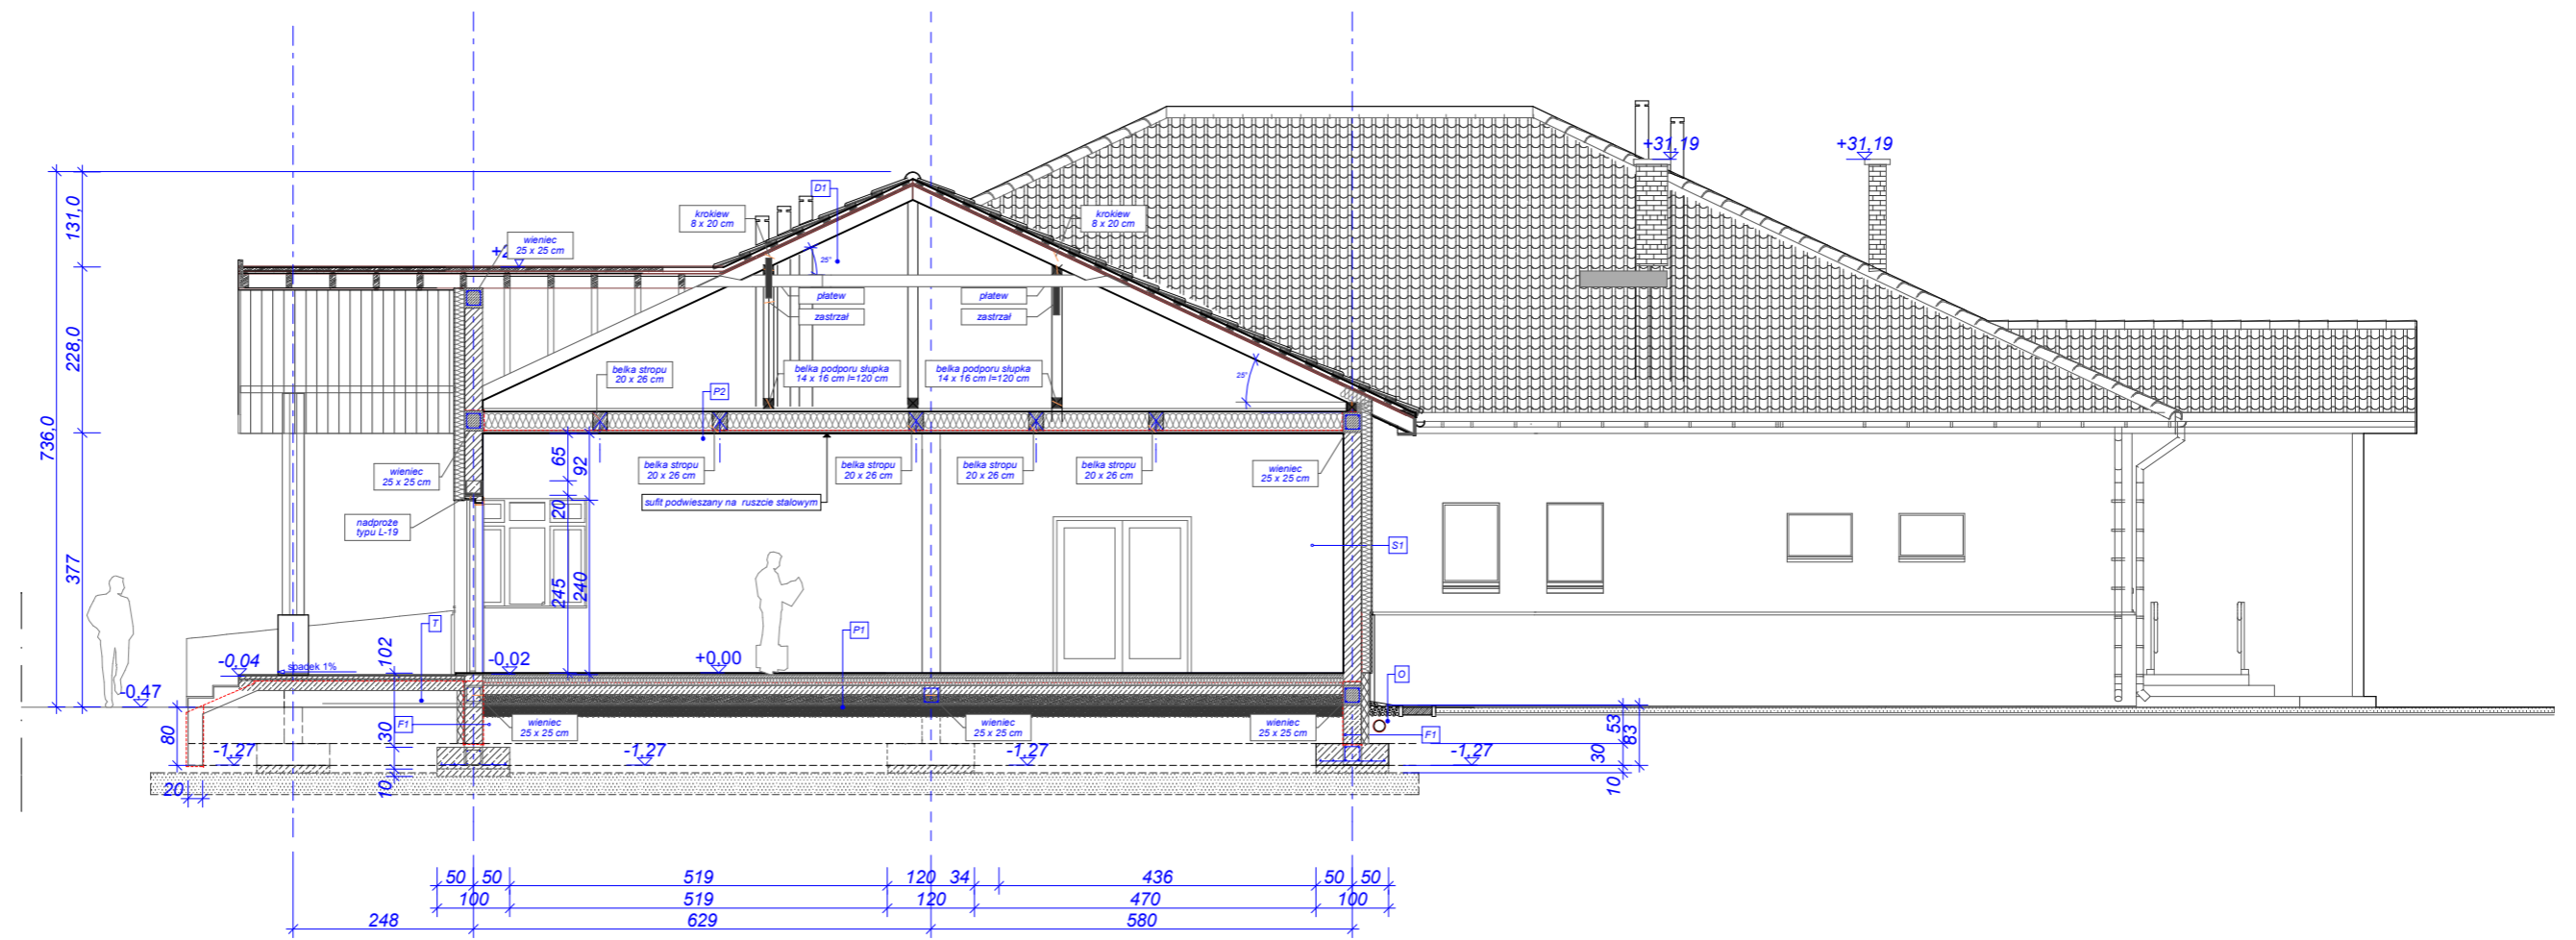 +31,19
+31,19
D1
krokiew
8 x 20 cm
krokiew
8 x 20 cm
131,0
wieniec
25 x 25 cm
25°
płatew
płatew
zastrzał
zastrzał
228,0
belka stropu
20 x 26 cm
belka podporu słupka
14 x 16 cm l=120 cm
belka podporu słupka
14 x 16 cm l=120 cm
25°
P2
736,0
65
92
wieniec
25 x 25 cm
belka stropu
20 x 26 cm
belka stropu
20 x 26 cm
belka stropu
20 x 26 cm
belka stropu
20 x 26 cm
wieniec
25 x 25 cm
sufit podwieszany na ruszcie stalowym
20
nadproże
typu L-19
S1
377
245
240
T
P1
102
-0,04
spadek 1%
-0,02
+0,00
O
-0,47
F1
wieniec
25 x 25 cm
wieniec
25 x 25 cm
wieniec
25 x 25 cm
F1
53
83
80
30
-1,27
-1,27
-1,27
-1,27
30
20
10
10
50 50 519 120 34 436 50 50
100 519 120 470 100
248 629 580